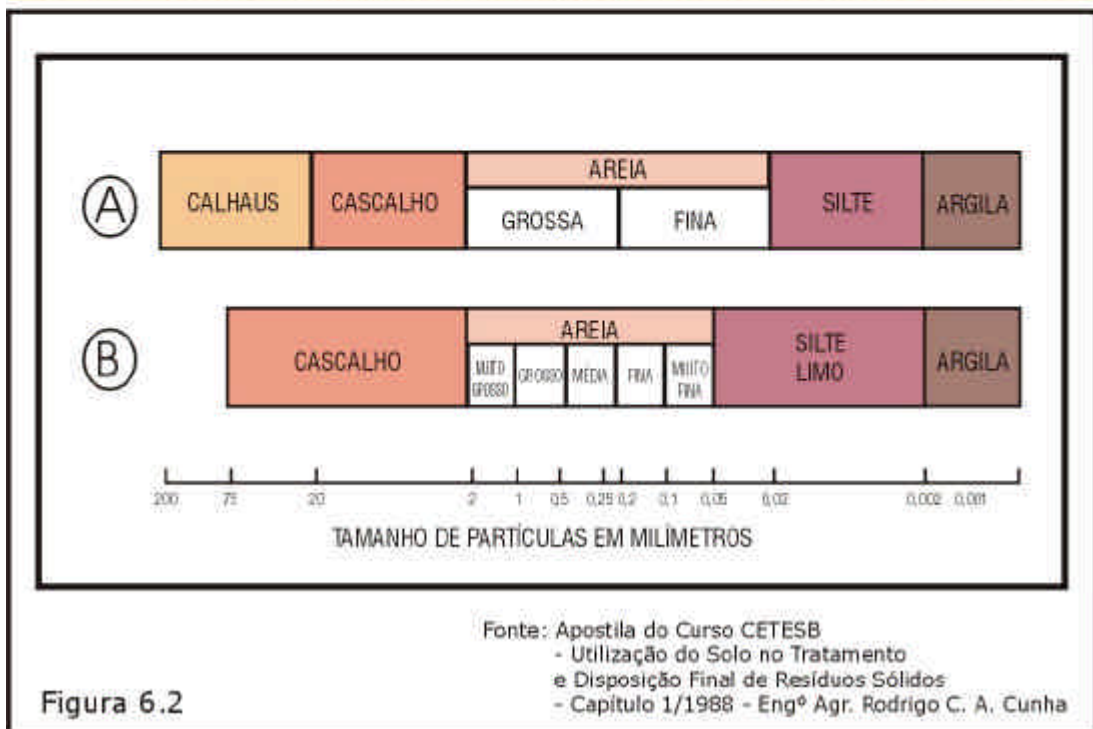 A
CALHAUS
CASCALHO
AREIA
GROSSA
FINA
SILTE
ARGILA
B
CASCALHO
AREIA
MUITO
GROSSO
GROSSO
MÉDIA
FINA
MUITO
FINA
SILTE
LIMO
ARGILA
200 75 20 2 1 0,5 0,25 0,2 0,1 0,05 0,02 0,002 0,001
TAMANHO DE PARTÍCULAS EM MILÍMETROS
Fonte: Apostila do Curso CETESB
- Utilização do Solo no Tratamento
e Disposição Final de Resíduos Sólidos
- Capítulo 1/1988 - Engº Agr. Rodrigo C. A. Cunha
Figura 6.2